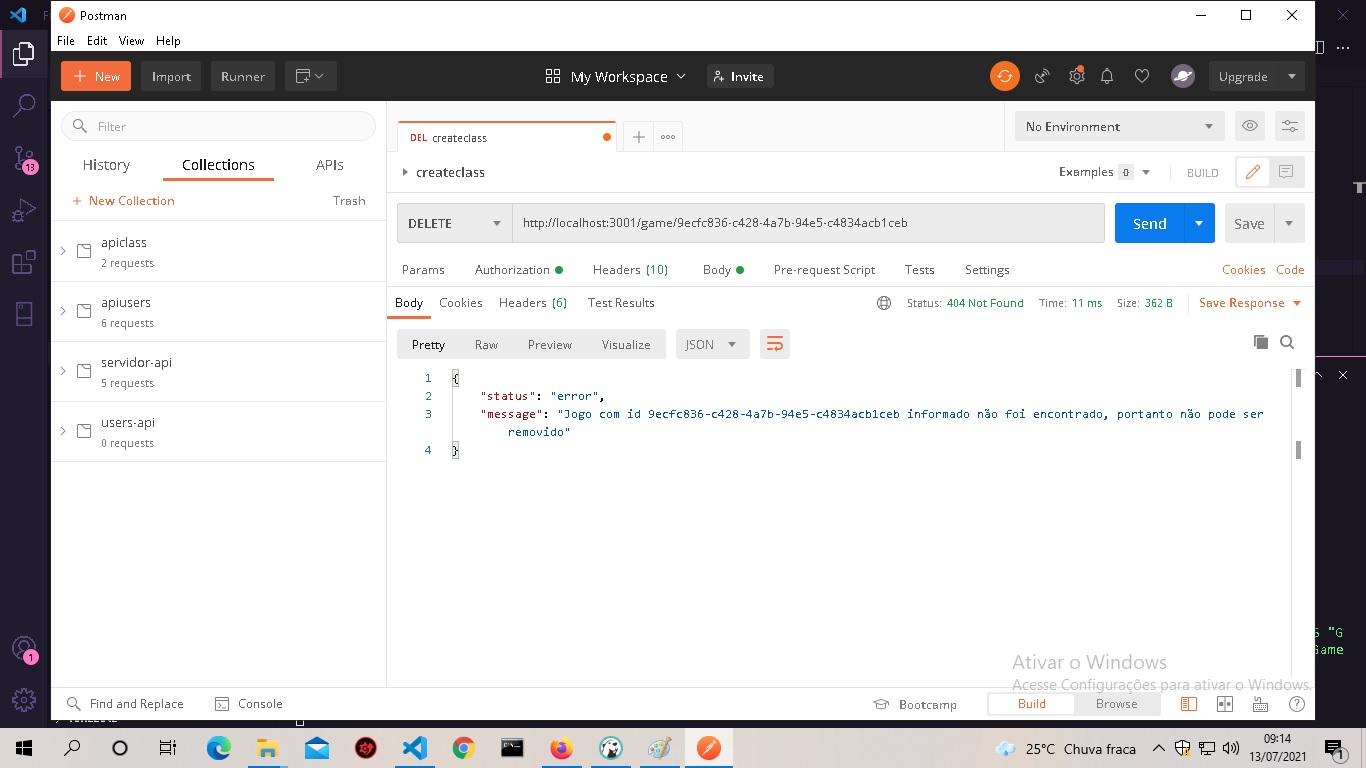 Postman
File Edit View Help
New Import Runner My Workspace Invite Upgrade
Filter
History Collections APIs
+ New Collection Trash
apiclass
2 requests
apiusers
6 requests
servidor-api
5 requests
users-api
0 requests
DEL createclass
No Environment
createclass
Examples 0 BUILD
DELETE http://localhost:3001/game/9ecfc836-c428-4a7b-94e5-c4834acb1ceb Send Save
Params Authorization Headers (10) Body Pre-request Script Tests Settings Cookies Code
Body Cookies Headers (6) Test Results Status: 404 Not Found Time: 11 ms Size: 362 B Save Response
Pretty Raw Preview Visualize JSON
1 {
2 "status": "error",
3 "message": "Jogo com id 9ecfc836-c428-4a7b-94e5-c4834acb1ceb informado não foi encontrado, portanto não pode ser
removido"
4 }
13
1
S "G
Game
Ativar o Windows
Acesse Configurações para ativar o Windows.
Find and Replace Console Bootcamp Build Browse
25°C Chuva fraca
09:14
13/07/2021
1